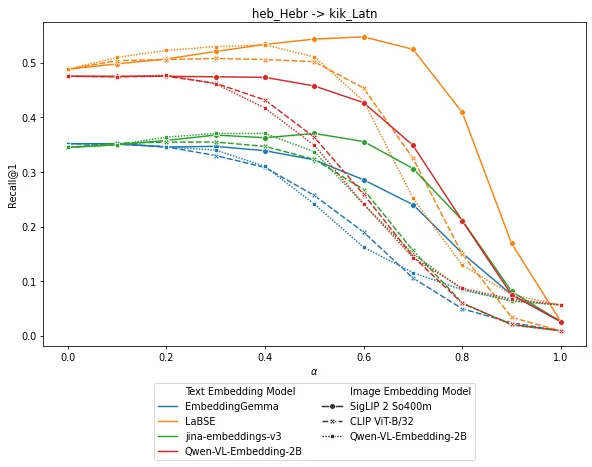 heb_Hebr -> kik_Latn
Recall@1
0.5
0.4
0.3
0.2
0.1
0.0
0.0 0.2 0.4 0.6 0.8 1.0
α
Text Embedding Model
EmbeddingGemma
LaBSE
jina-embeddings-v3
Qwen-VL-Embedding-2B
Image Embedding Model
SigLIP 2 So400m
CLIP ViT-B/32
Qwen-VL-Embedding-2B